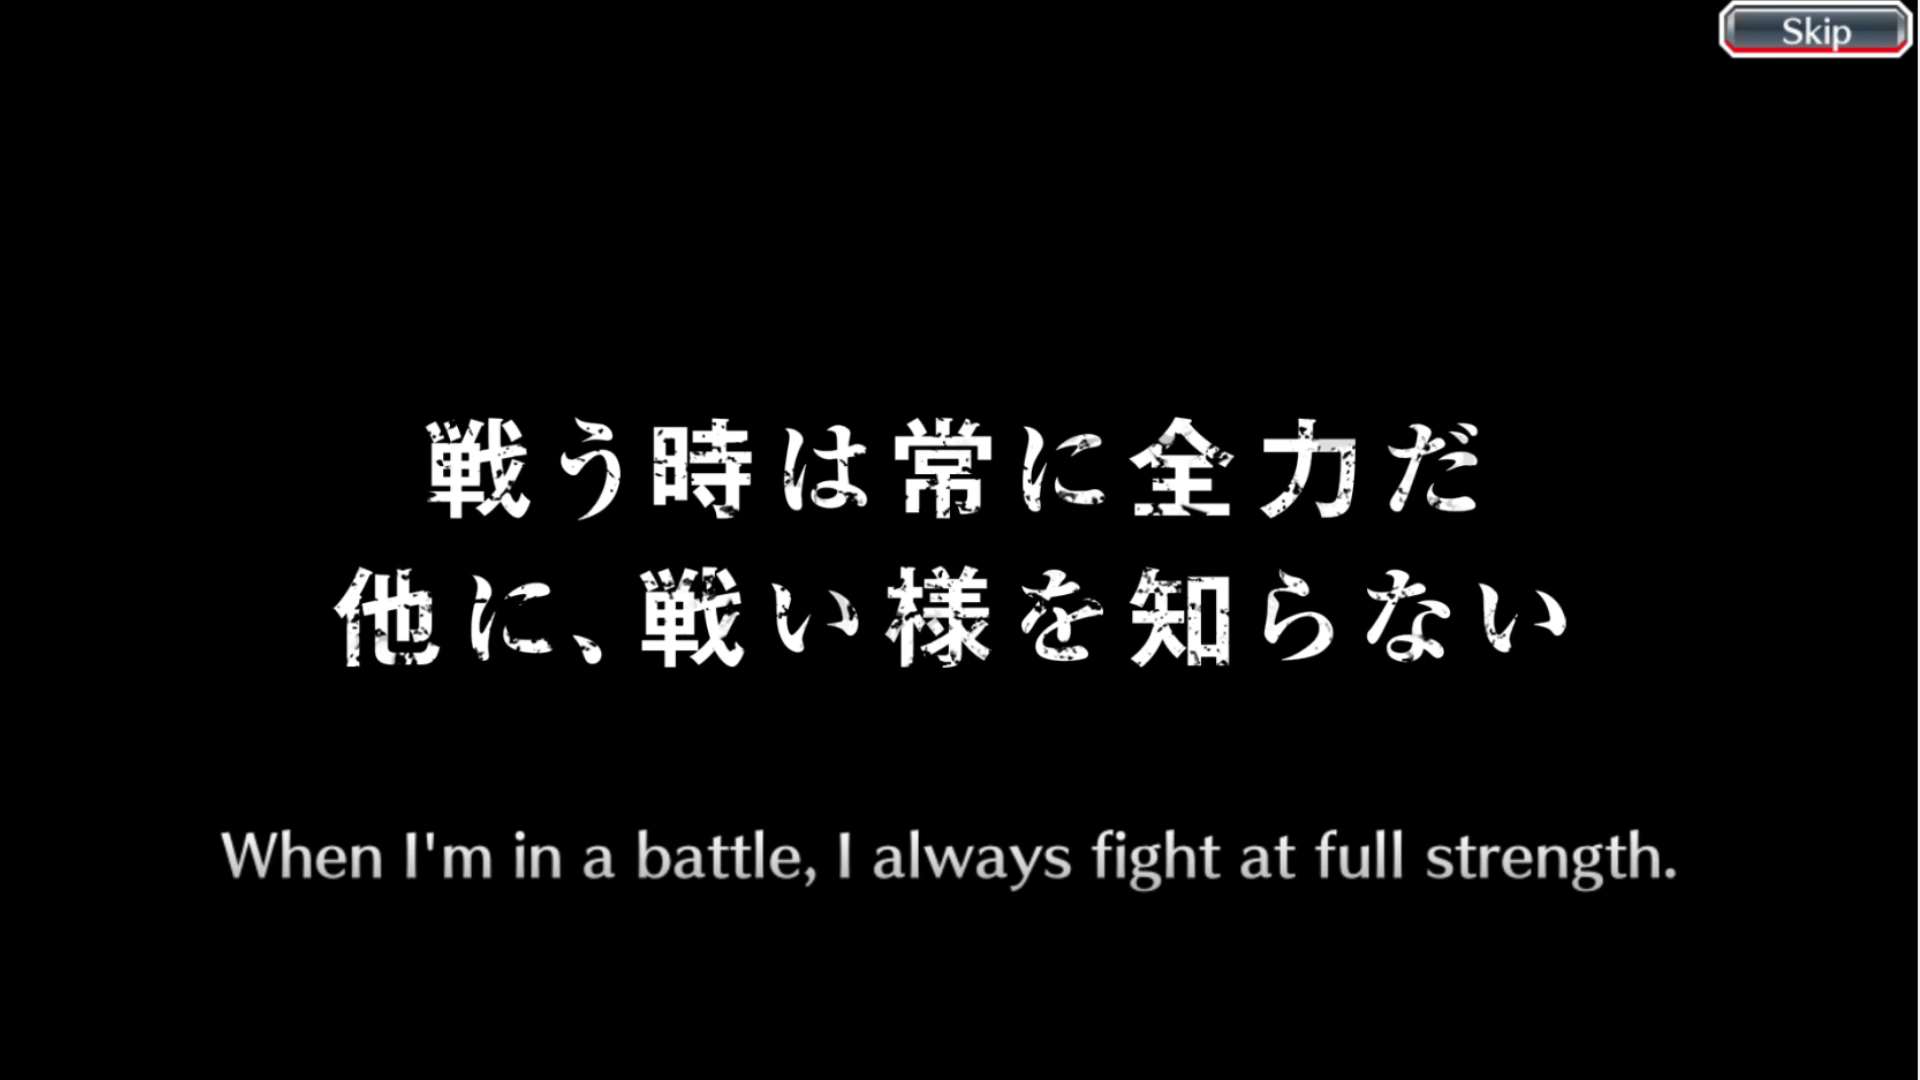 Skip
戦う時は常に全力だ
他に、戦い様を知らない
When I'm in a battle, I always fight at full strength.